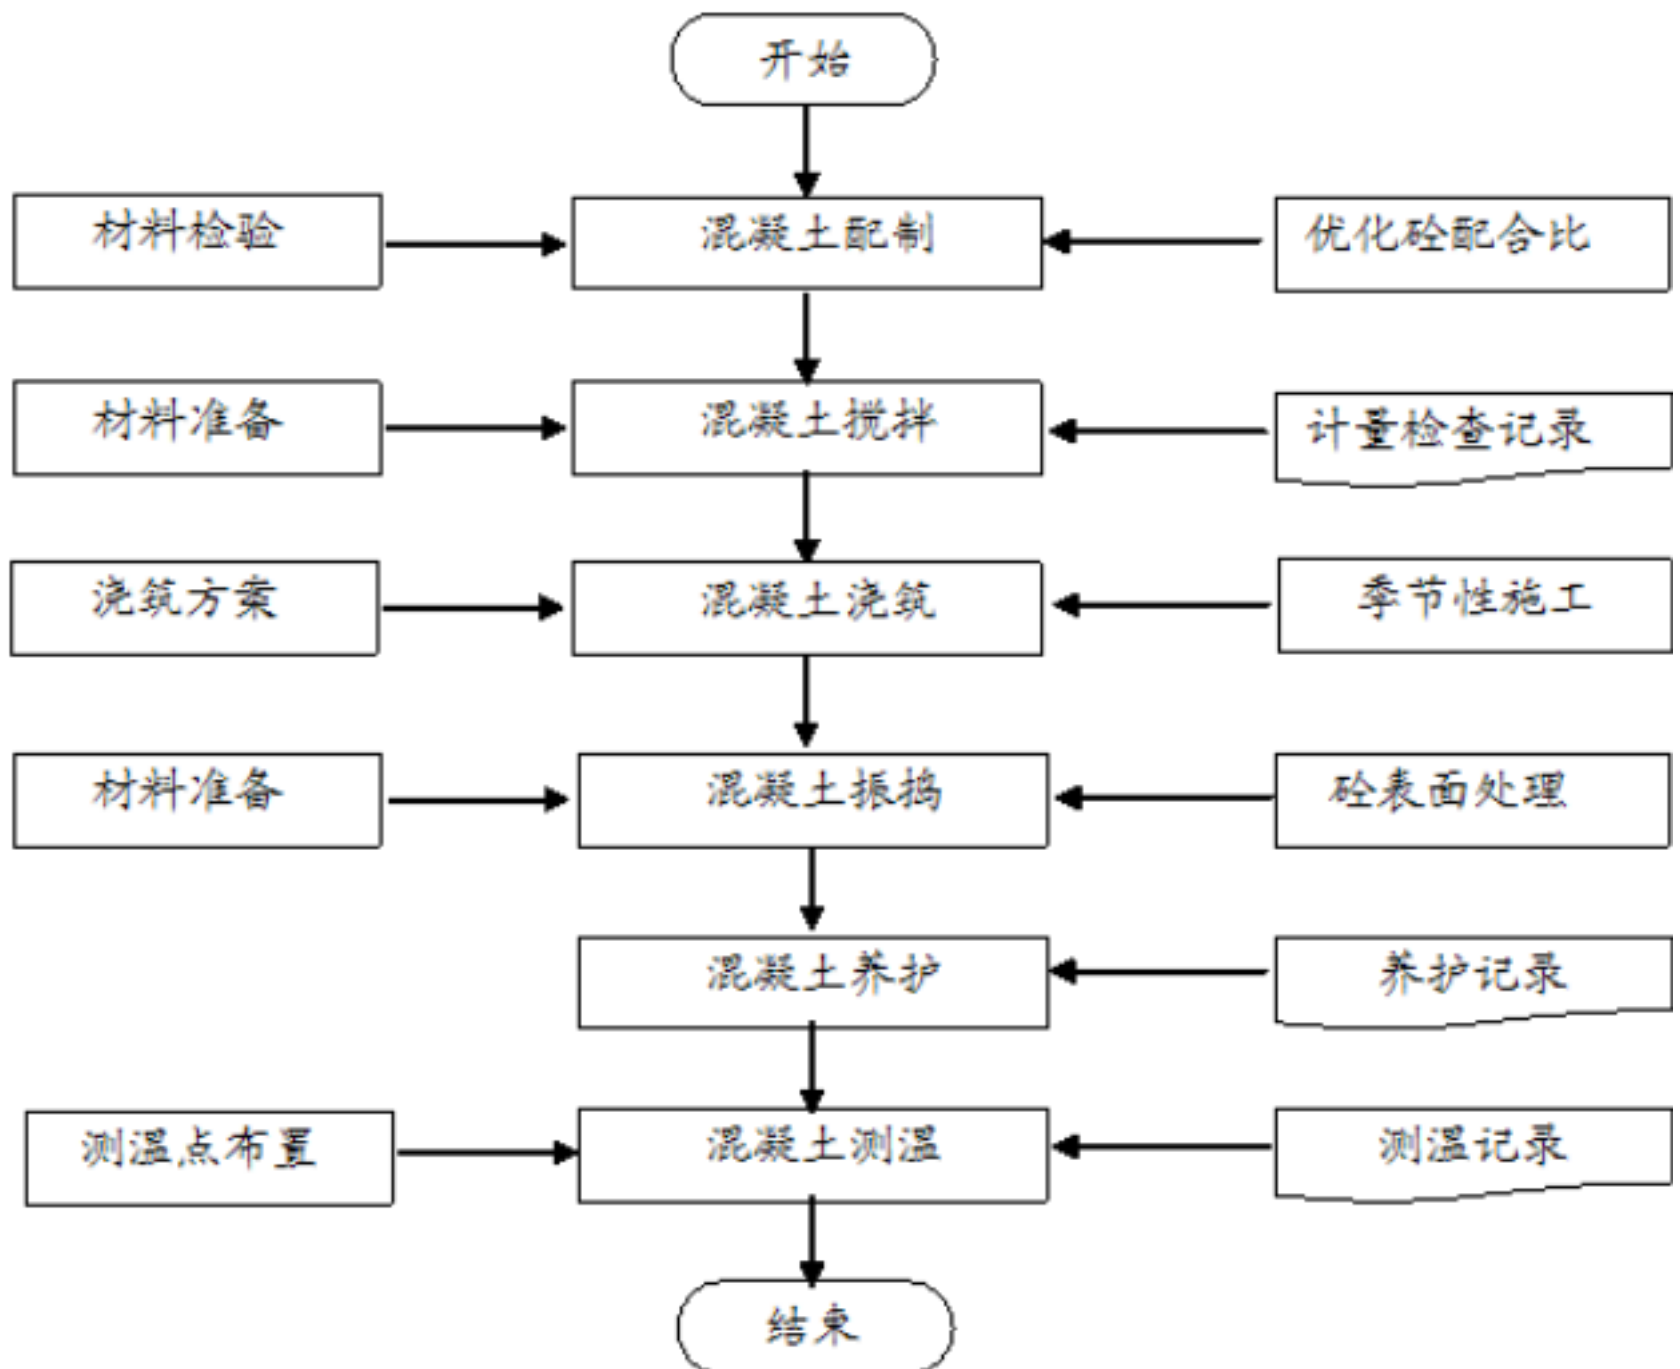 开始
材料检验
混凝土配制
优化砼配合比
材料准备
混凝土搅拌
计量检查记录
浇筑方案
混凝土浇筑
季节性施工
材料准备
混凝土振捣
砼表面处理
混凝土养护
养护记录
测温点布置
混凝土测温
测温记录
结束